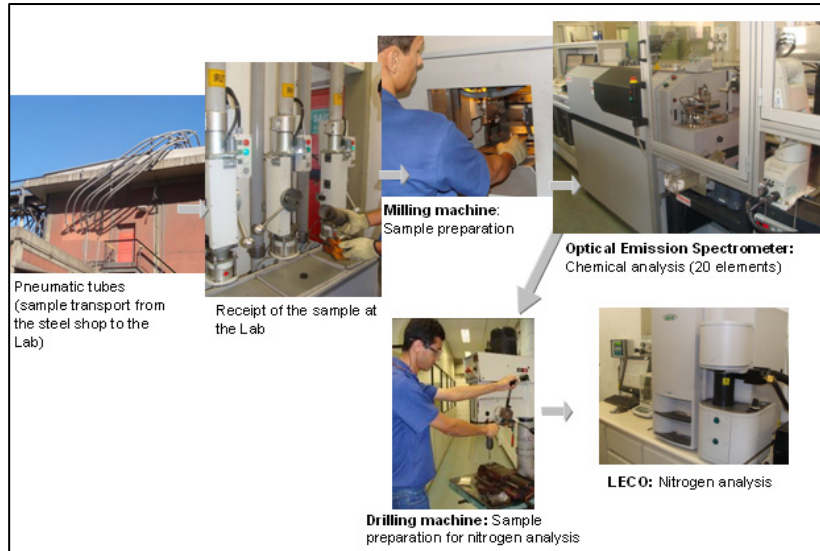 Pneumatic tubes
(sample transport from
the steel shop to the
Lab)
Receipt of the sample at
the Lab
Milling machine:
Sample preparation
Optical Emission Spectrometer:
Chemical analysis (20 elements)
Drilling machine: Sample
preparation for nitrogen analysis
LECO: Nitrogen analysis